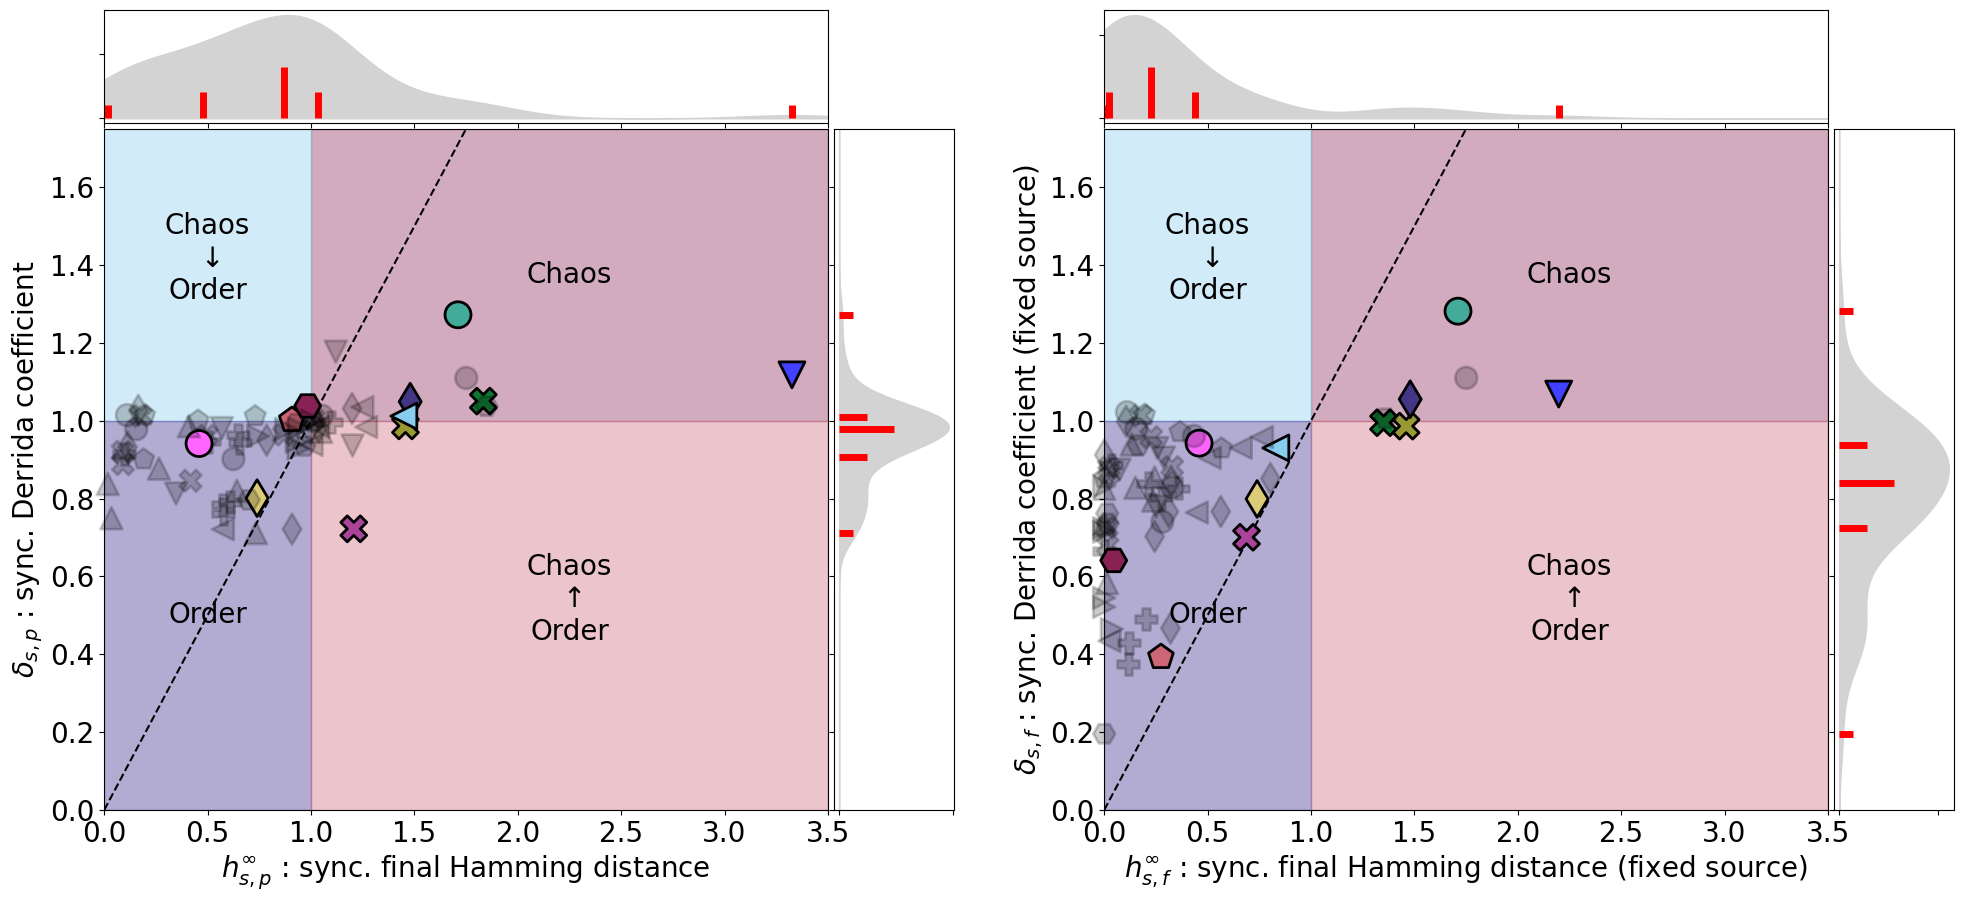 δs,p : sync. Derrida coefficient
1.6
1.4
1.2
1.0
0.8
0.6
0.4
0.2
0.0
Chaos
↓
Order
Chaos
Order
Chaos
↑
Order
0.0 0.5 1.0 1.5 2.0 2.5 3.0 3.5
h∞s,p : sync. final Hamming distance
δs,f : sync. Derrida coefficient (fixed source)
1.6
1.4
1.2
1.0
0.8
0.6
0.4
0.2
0.0
Chaos
↓
Order
Chaos
Order
Chaos
↑
Order
0.0 0.5 1.0 1.5 2.0 2.5 3.0 3.5
h∞s,f : sync. final Hamming distance (fixed source)